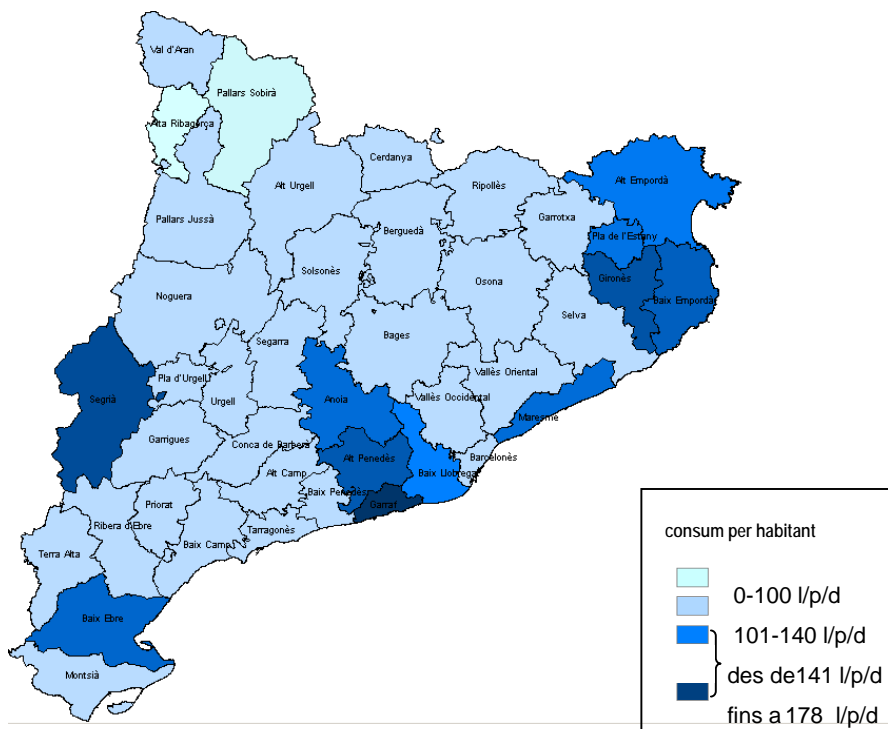 Val d'Aran
Pallars Sobirà
Alta Ribagorça
Cerdanya
Alt Urgell
Ripollès
Alt Empordà
Pallars Jussà
Garrotxa
Berguedà
Pla de l'Estany
Solsonès
Gironès
Osona
Baix Empordà
Noguera
Selva
Bages
Segarra
Vallès Oriental
Pla d'Urgell
Segrià
Urgell
Anoia
Vallès Occidental
Maresme
Garrigues
Conca de Barberà
Alt Penedès
Barcelonès
Alt Camp
Baix Llobregat
Baix Penedès
Priorat
Garraf
Ribera d'Ebre
Tarragonès
Baix Camp
Terra Alta
Baix Ebre
Montsià
consum per habitant
0-100 l/p/d
101-140 l/p/d
des de141 l/p/d
fins a 178 l/p/d